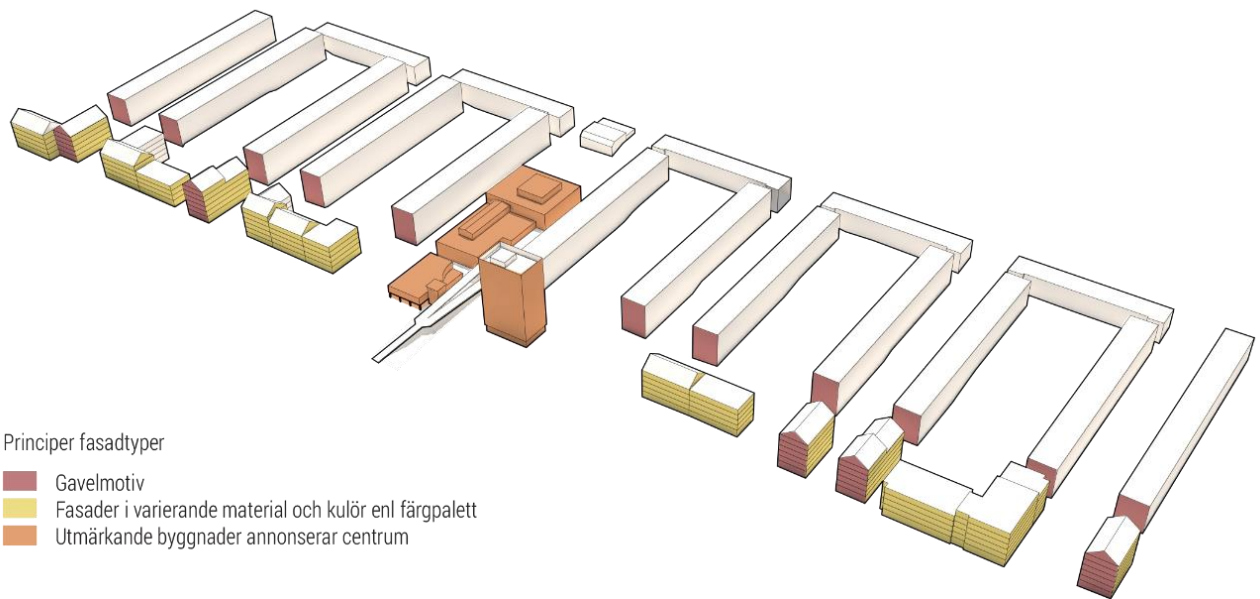 Principer fasadtyper
Gavelmotiv
Fasader i varierande material och kulör enl färgpalett
Utmärkande byggnader annonserar centrum